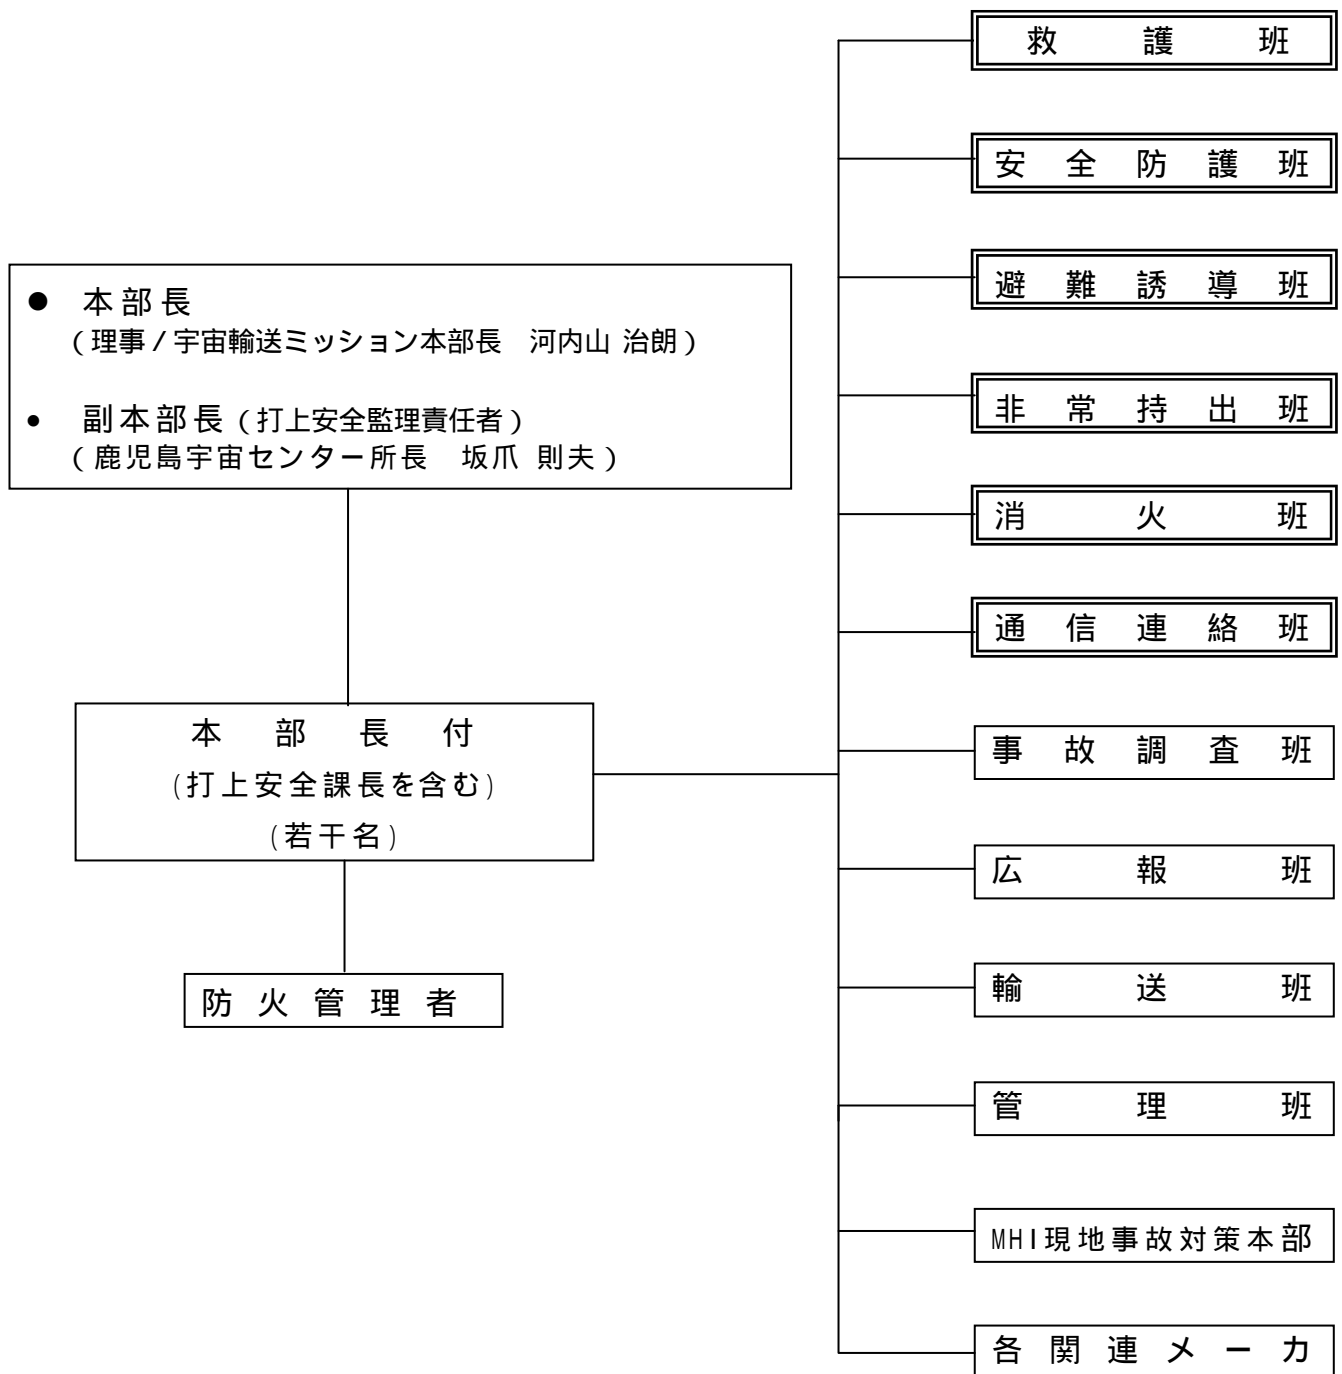 ● 本部長
(理事/宇宙輸送ミッション本部長 河内山 治朗)
• 副本部長(打上安全監理責任者)
(鹿児島宇宙センター所長 坂爪 則夫)
本部長付
(打上安全課長を含む)
(若干名)
防火管理者
救護班
安全防護班
避難誘導班
非常持出班
消火班
通信連絡班
事故調査班
広報班
輸送班
管理班
MHI現地事故対策本部
各関連メーカ